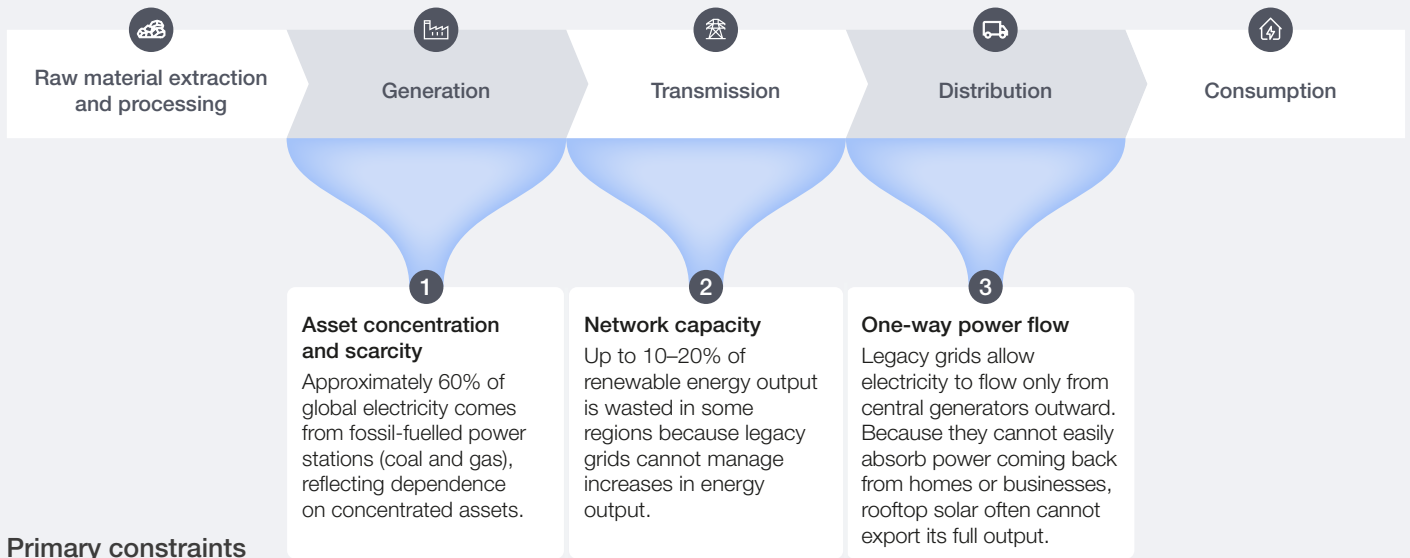 Raw material extraction
and processing
Generation
Transmission
Distribution
Consumption
1
Asset concentration
and scarcity
Approximately 60% of
global electricity comes
from fossil-fuelled power
stations (coal and gas),
reflecting dependence
on concentrated assets.
2
Network capacity
Up to 10–20% of
renewable energy output
is wasted in some
regions because legacy
grids cannot manage
increases in energy
output.
3
One-way power flow
Legacy grids allow
electricity to flow only from
central generators outward.
Because they cannot easily
absorb power coming back
from homes or businesses,
rooftop solar often cannot
export its full output.
Primary constraints